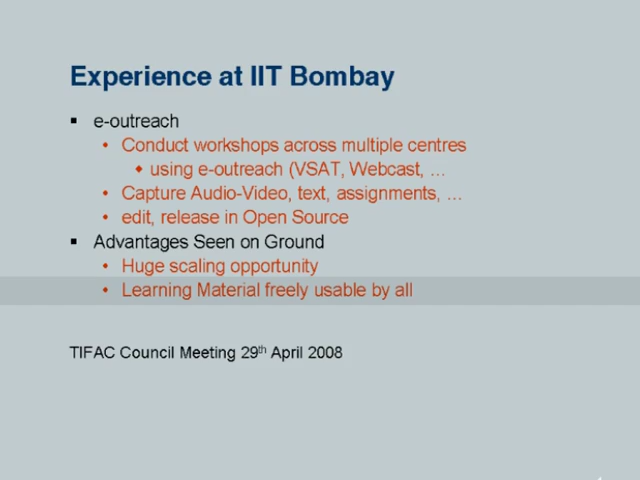 Experience at IIT Bombay
▪ e-outreach
• Conduct workshops across multiple centres
◆ using e-outreach (VSAT, Webcast, ...
• Capture Audio-Video, text, assignments, ...
• edit, release in Open Source
▪ Advantages Seen on Ground
• Huge scaling opportunity
• Learning Material freely usable by all
TIFAC Council Meeting 29th April 2008